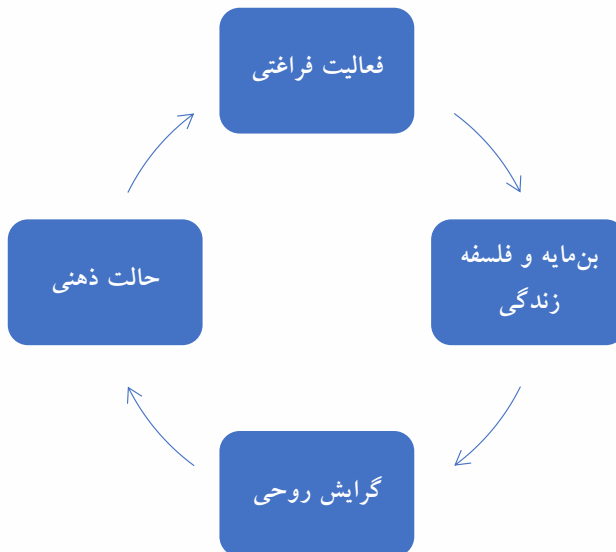 فعالیت فراغتی
بن‌مایه و فلسفه
زندگی
گرایش روحی
حالت ذهنی